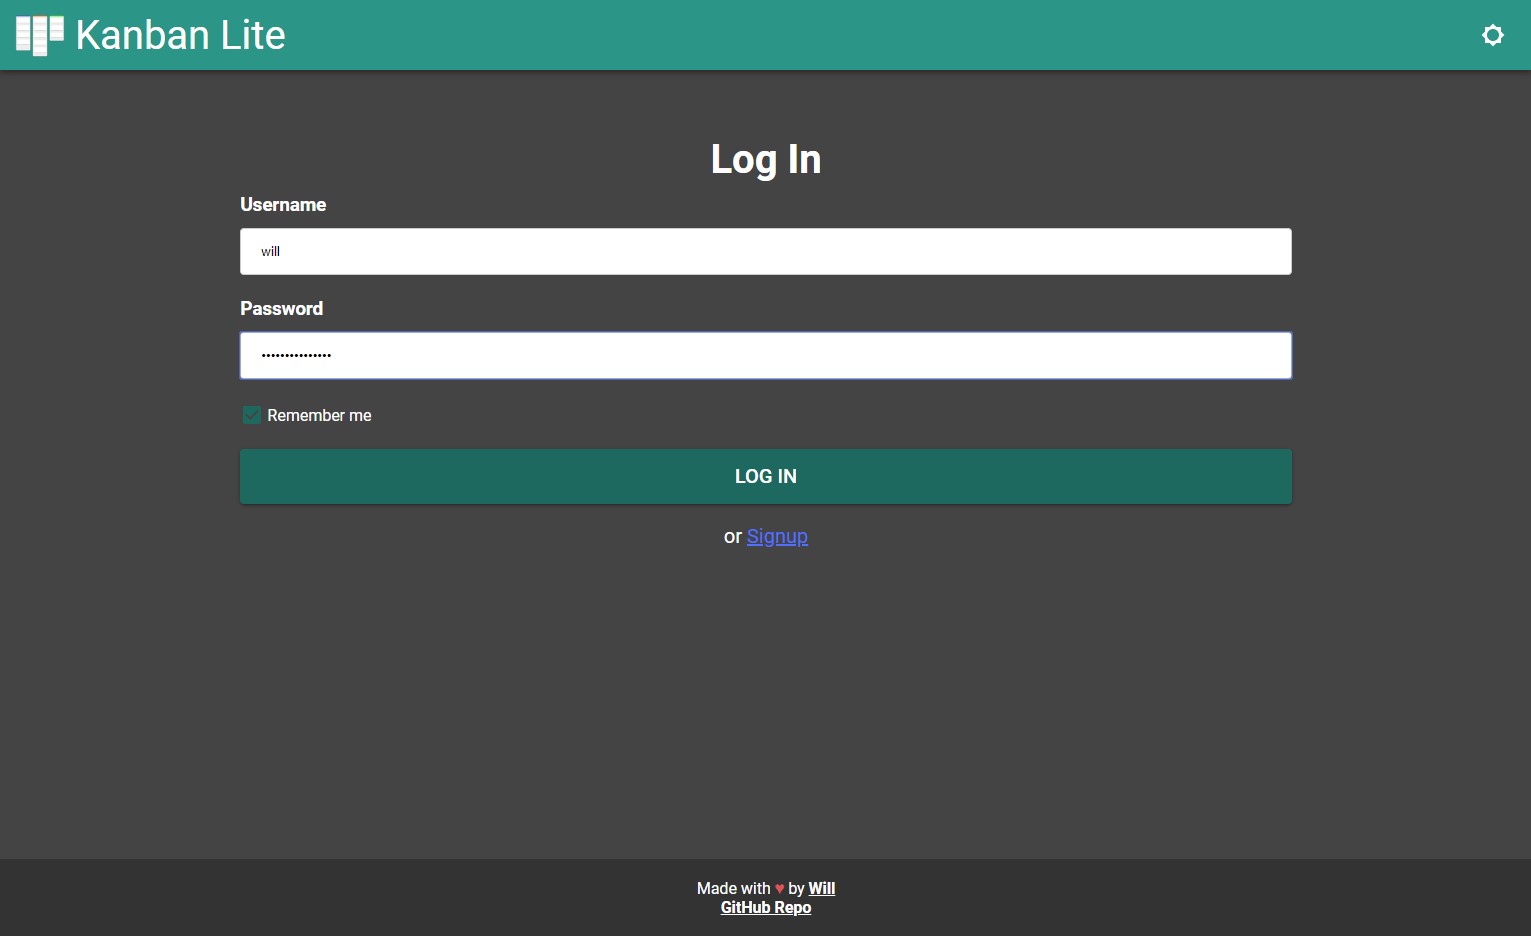 Kanban Lite
Log In
Username
will
Password
•••••••••••••••
Remember me
LOG IN
or Signup
Made with ♥ by Will
GitHub Repo